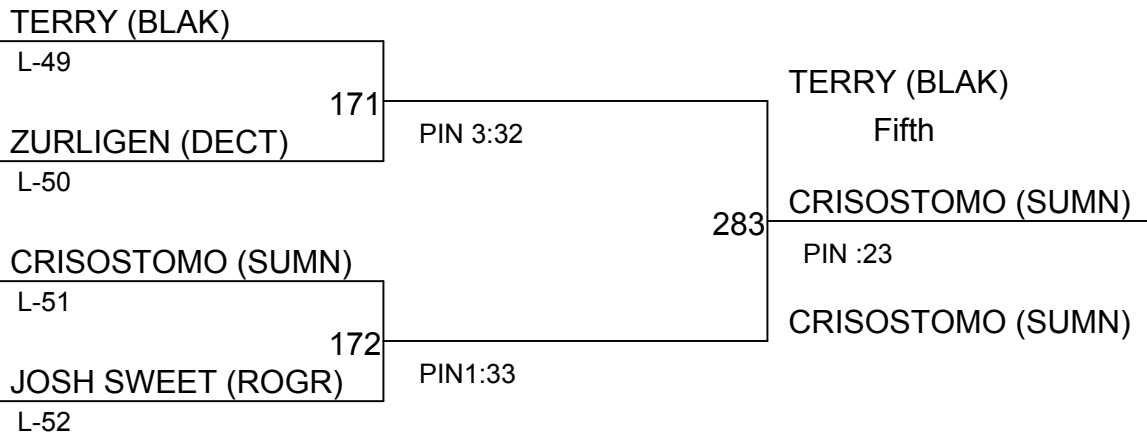 TERRY (BLAK)
L-49
171
PIN 3:32
ZURLIGEN (DECT)
L-50
CRISOSTOMO (SUMN)
L-51
172
PIN1:33
JOSH SWEET (ROGR)
L-52
TERRY (BLAK)
Fifth
283
CRISOSTOMO (SUMN)
PIN :23
CRISOSTOMO (SUMN)